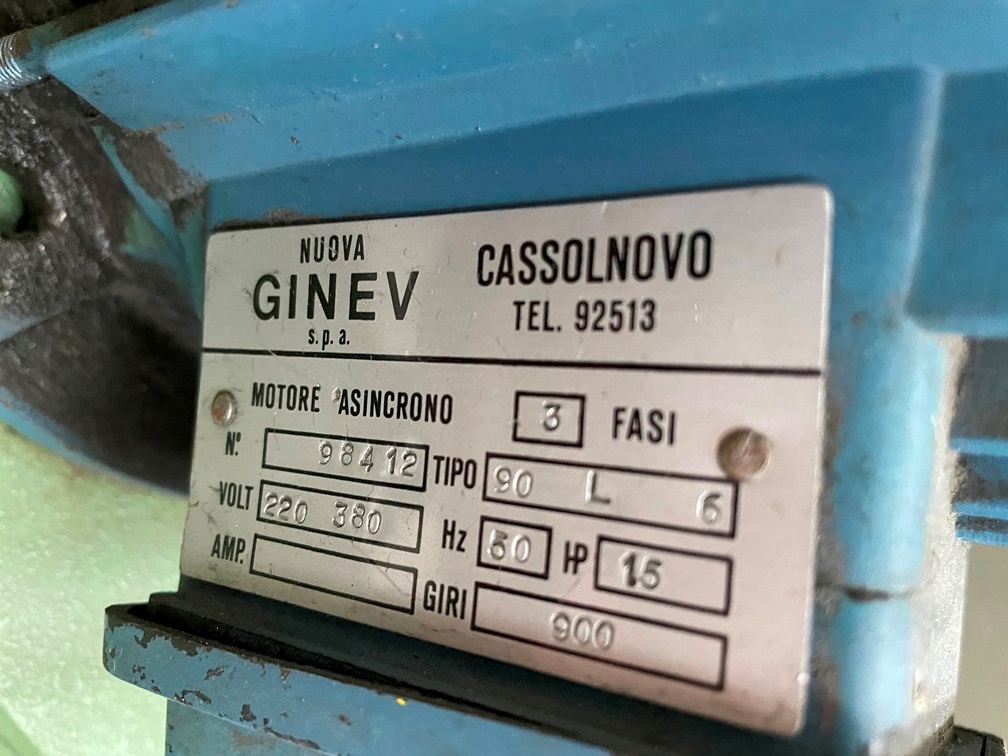 NUOVA
GINEV
s.p.a.
CASSOLNOVO
TEL. 92513
MOTORE ASINCRONO 3 FASI
N.° 98412 TIPO 90 L 6
VOLT 220 380 Hz 50 HP 1.5
AMP. GIRI 900